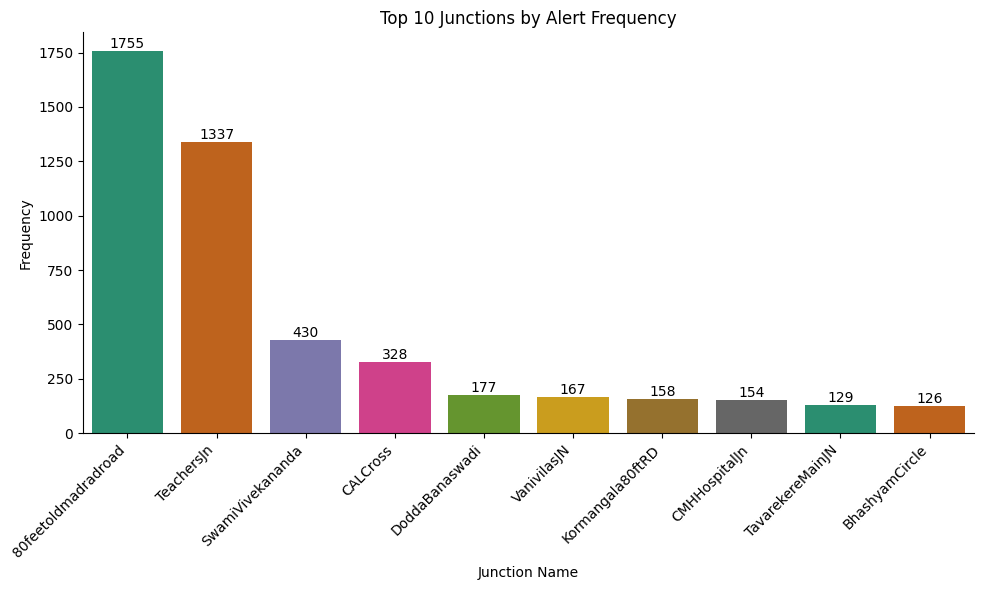 Top 10 Junctions by Alert Frequency
Frequency
1750
1500
1250
1000
750
500
250
0
1755
1337
430
328
177
167
158
154
129
126
80feetoldmadradroad
TeachersJn
SwamiVivekananda
CALCross
DoddaBanaswadi
VanivilasJN
Kormangala80ftRD
CMHHospitalJn
TavarekereMainJN
BhashyamCircle
Junction Name